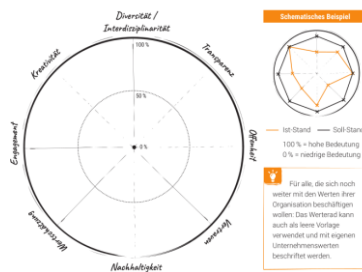 Diversität /
Interdisziplinarität
100 %
Kreativität
Transparenz
50 %
Engagement
0 %
Offenheit
Wertschätzung
Vertrauen
Nachhaltigkeit
Schematisches Beispiel
Ist-Stand
Soll-Stand
100 % = hohe Bedeutung
0 % = niedrige Bedeutung
Für alle, die sich noch
weiter mit den Werten ihrer
Organisation beschäftigen
wollen: Das Werterad kann
auch als leere Vorlage
verwendet und mit eigenen
Unternehmenswerten
beschriftet werden.